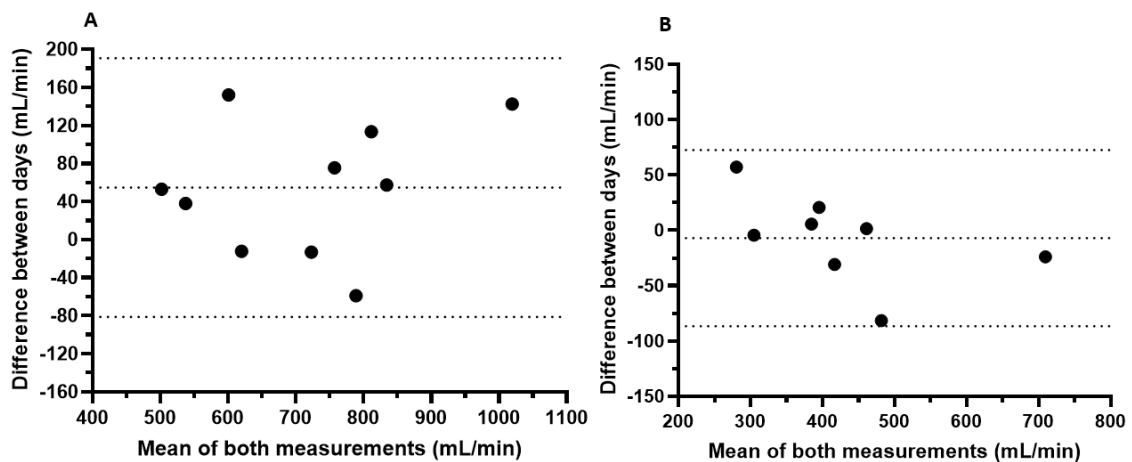 A
200
160
120
80
40
0
-40
-80
-120
-160
400 500 600 700 800 900 1000 1100
Difference between days (mL/min)
Mean of both measurements (mL/min)
B
150
100
50
0
-50
-100
-150
200 300 400 500 600 700 800
Difference between days (mL/min)
Mean of both measurements (mL/min)